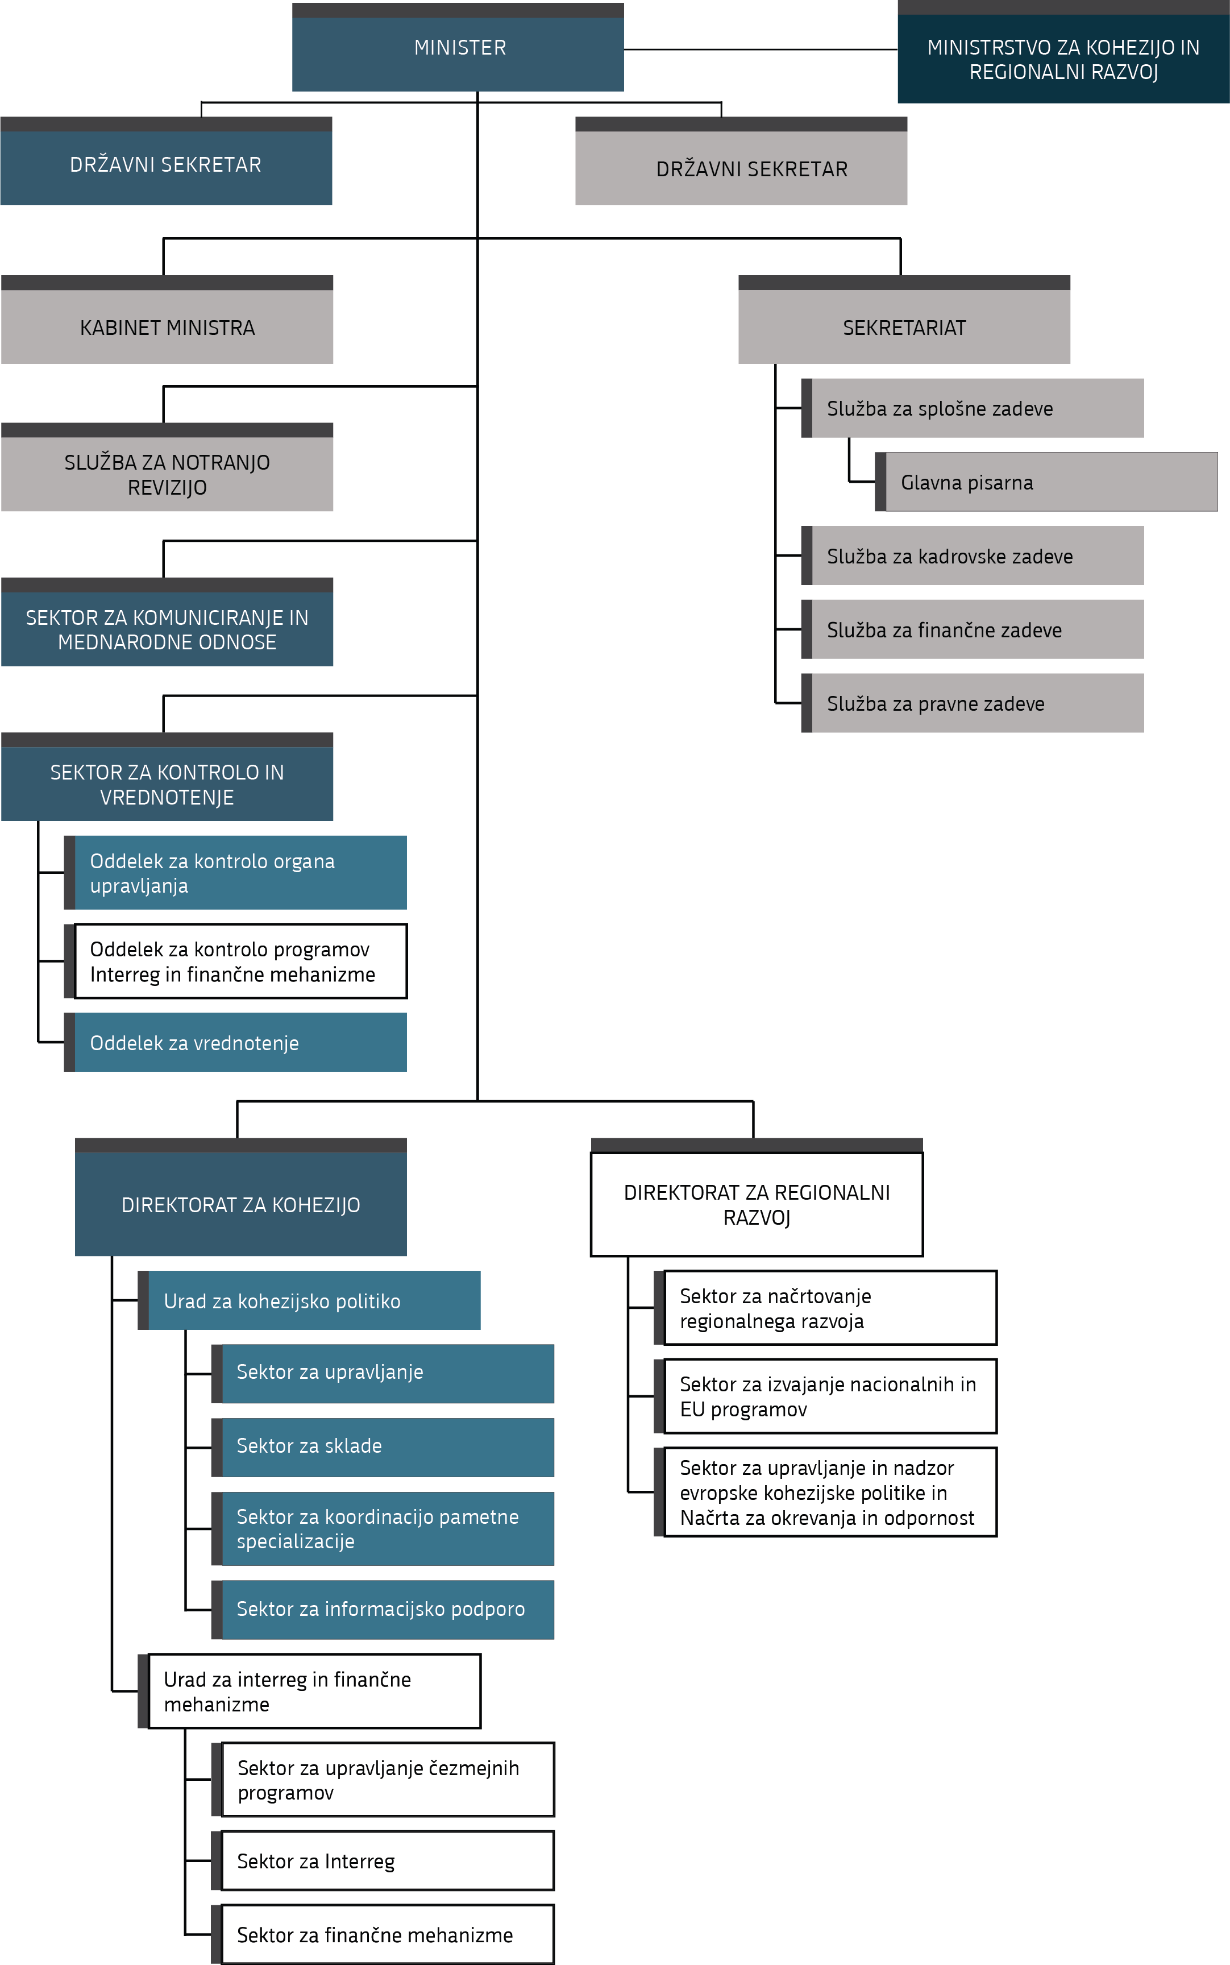 MINISTER
MINISTRSTVO ZA KOHEZIJO IN
REGIONALNI RAZVOJ
DRŽAVNI SEKRETAR
DRŽAVNI SEKRETAR
KABINET MINISTRA
SEKRETARIAT
Služba za splošne zadeve
Glavna pisarna
Služba za kadrovske zadeve
Služba za finančne zadeve
Služba za pravne zadeve
SLUŽBA ZA NOTRANJO
REVIZIJO
SEKTOR ZA KOMUNICIRANJE IN
MEDNARODNE ODNOSE
SEKTOR ZA KONTROLO IN
VREDNOTENJE
Oddelek za kontrolo organa
upravljanja
Oddelek za kontrolo programov
Interreg in finančne mehanizme
Oddelek za vrednotenje
DIREKTORAT ZA KOHEZIJO
Urad za kohezijsko politiko
Sektor za upravljanje
Sektor za sklade
Sektor za koordinacijo pametne
specializacije
Sektor za informacijsko podporo
Urad za interreg in finančne
mehanizme
Sektor za upravljanje čezmejnih
programov
Sektor za Interreg
Sektor za finančne mehanizme
DIREKTORAT ZA REGIONALNI
RAZVOJ
Sektor za načrtovanje
regionalnega razvoja
Sektor za izvajanje nacionalnih in
EU programov
Sektor za upravljanje in nadzor
evropske kohezijske politike in
Načrta za okrevanja in odpornost